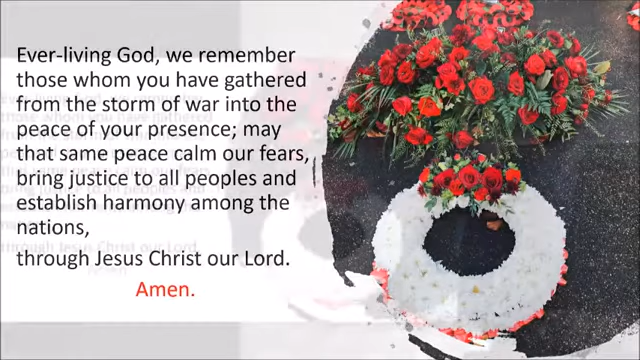 Ever-living God, we remember
those whom you have gathered
from the storm of war into the
peace of your presence; may
that same peace calm our fears,
bring justice to all peoples and
establish harmony among the
nations,
through Jesus Christ our Lord.
Amen.